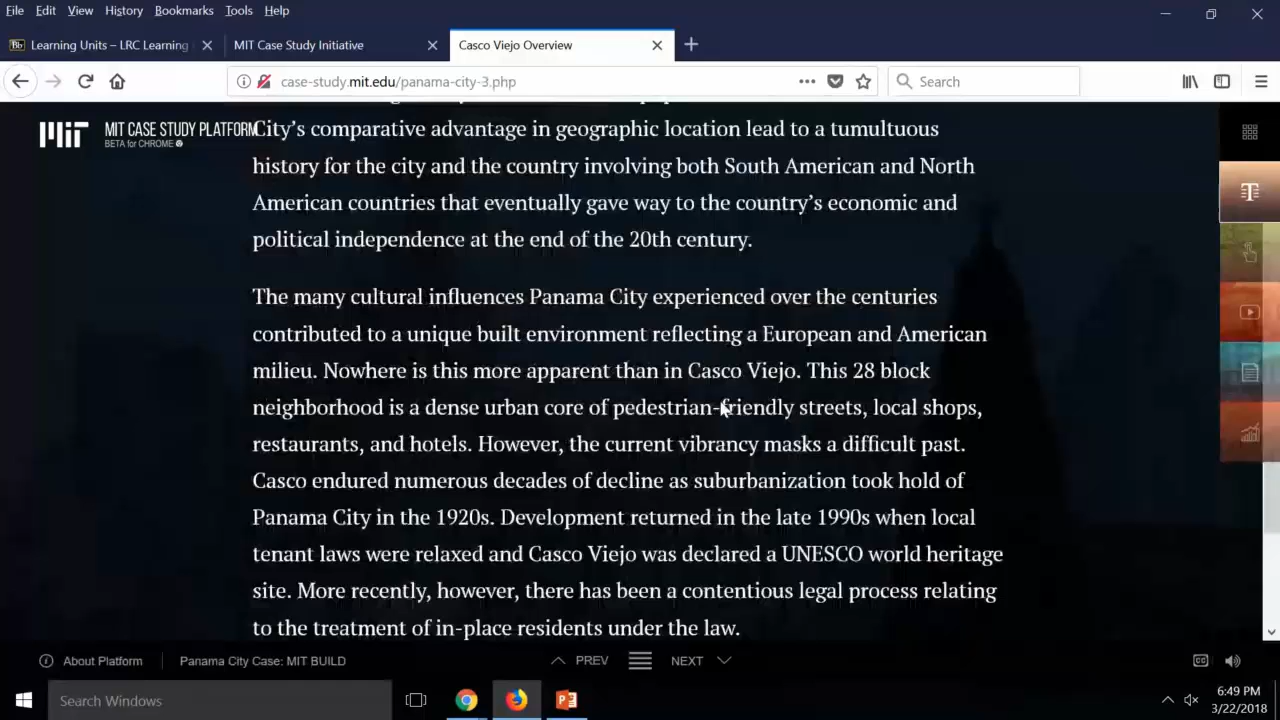 File Edit View History Bookmarks Tools Help
Bb Learning Units – LRC Learning
MIT Case Study Initiative
Casco Viejo Overview
case-study.mit.edu/panama-city-3.php
Search
MIT
MIT CASE STUDY PLATFORM
BETA for CHROME
City's comparative advantage in geographic location lead to a tumultuous
history for the city and the country involving both South American and North
American countries that eventually gave way to the country's economic and
political independence at the end of the 20th century.
The many cultural influences Panama City experienced over the centuries
contributed to a unique built environment reflecting a European and American
milieu. Nowhere is this more apparent than in Casco Viejo. This 28 block
neighborhood is a dense urban core of pedestrian-friendly streets, local shops,
restaurants, and hotels. However, the current vibrancy masks a difficult past.
Casco endured numerous decades of decline as suburbanization took hold of
Panama City in the 1920s. Development returned in the late 1990s when local
tenant laws were relaxed and Casco Viejo was declared a UNESCO world heritage
site. More recently, however, there has been a contentious legal process relating
to the treatment of in-place residents under the law.
T
About Platform
Panama City Case: MIT BUILD
PREV
NEXT
CC
Search Windows
6:49 PM
3/22/2018